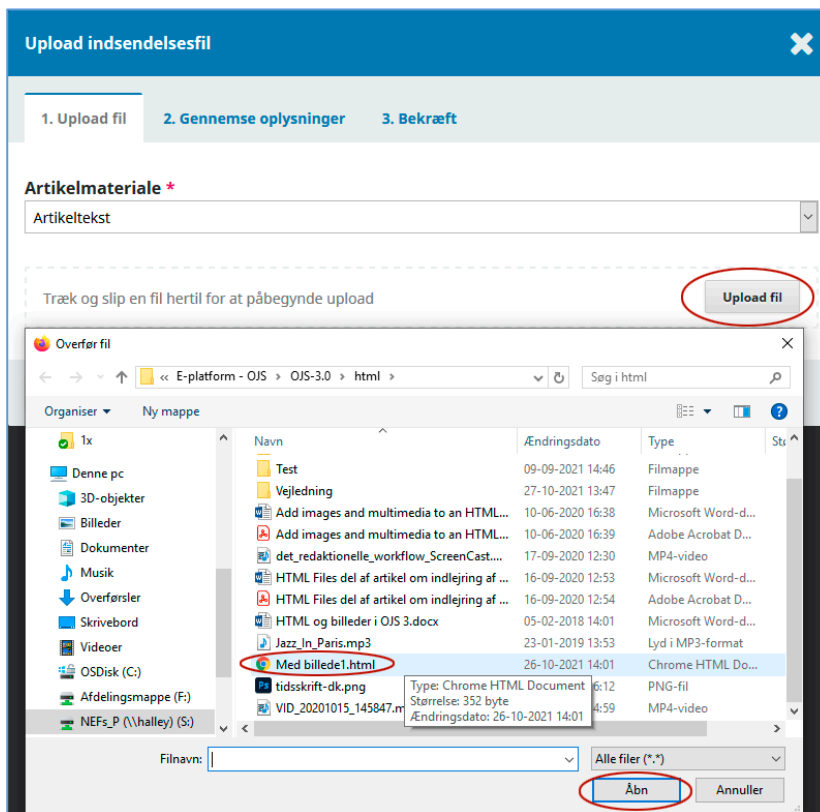 Upload indsendelsesfil
1. Upload fil 2. Gennemse oplysninger 3. Bekræft
Artikelmateriale *
Artikeltekst
Træk og slip en fil hertil for at påbegynde upload Upload fil
Overfør fil
« E-platform - OJS > OJS-3.0 > html > Søg i html
Organiser Ny mappe
1x
Denne pc
3D-objekter
Billeder
Dokumenter
Musik
Overførsler
Skrivebord
Videoer
OSDisk (C:)
Afdelingsmappe (F:)
NEFs_P (\\halley) (S:)
Navn Ændringsdato Type Stø
Test 09-09-2021 14:46 Filmappe
Vejledning 27-10-2021 13:47 Filmappe
Add images and multimedia to an HTML... 10-06-2020 16:38 Microsoft Word-d...
Add images and multimedia to an HTML... 10-06-2020 16:39 Adobe Acrobat D...
det_redaktionelle_workflow_ScreenCast.... 17-09-2020 12:30 MP4-video
HTML Files del af artikel om indlejring af ... 16-09-2020 12:53 Microsoft Word-d...
HTML Files del af artikel om indlejring af ... 16-09-2020 12:54 Adobe Acrobat D...
HTML og billeder i OJS 3.docx 05-02-2018 14:01 Microsoft Word-d...
Jazz_In_Paris.mp3 23-01-2019 13:53 Lyd i MP3-format
Med billede1.html 26-10-2021 14:01 Chrome HTML Do...
tidsskrift-dk.png 6:12 PNG-fil
VID_20201015_145847.m 4:59 MP4-video
Type: Chrome HTML Document
Størrelse: 352 byte
Ændringsdato: 26-10-2021 14:01
Filnavn: Alle filer (*.*)
Åbn Annuller